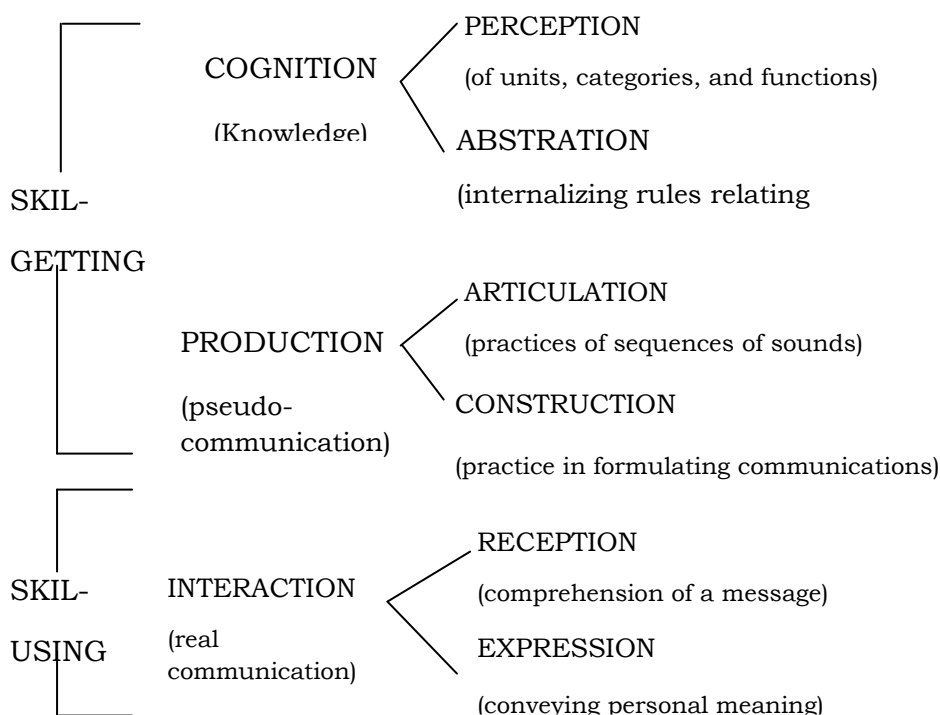 PERCEPTION
COGNITION
(of units, categories, and functions)
(Knowledge)
ABSTRATION
SKIL-
(internalizing rules relating
GETTING
ARTICULATION
PRODUCTION
(practices of sequences of sounds)
(pseudo-
communication)
CONSTRUCTION
(practice in formulating communications)
RECEPTION
SKIL-
INTERACTION
(comprehension of a message)
USING
(real
communication)
EXPRESSION
(conveying personal meaning)